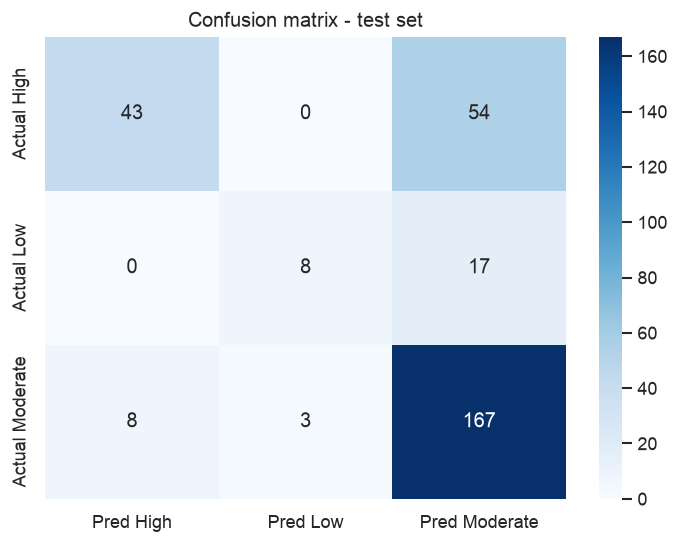 Confusion matrix - test set
Actual High
43
0
54
160
140
120
100
80
60
40
20
0
Actual Low
0
8
17
Actual Moderate
8
3
167
Pred High
Pred Low
Pred Moderate